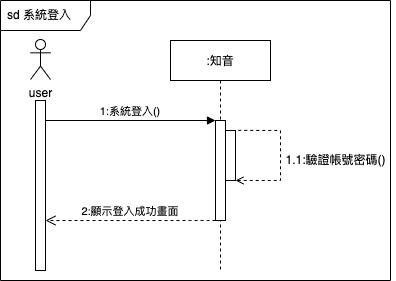 sd 系統登入
:知音
user
1:系統登入()
1.1:驗證帳號密碼()
2:顯示登入成功畫面